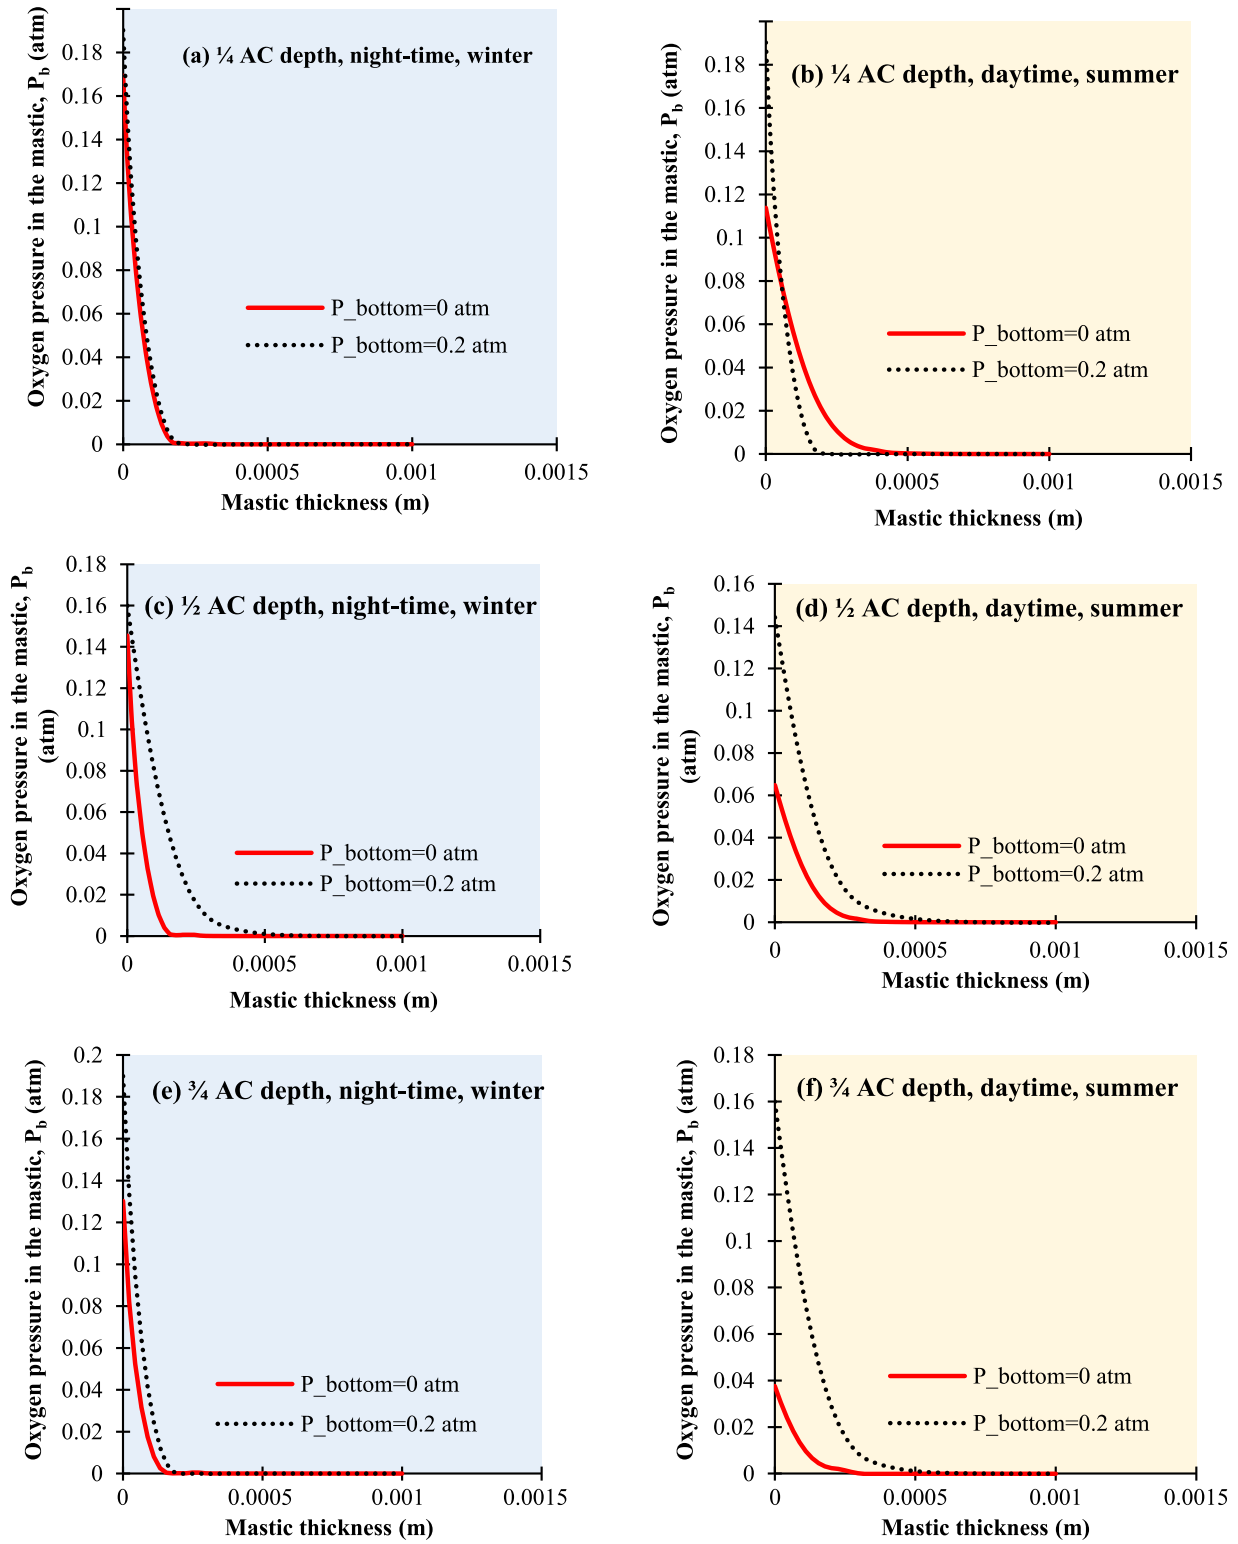 Oxygen pressure in the mastic, P_b (atm)
0.18
0.16
0.14
0.12
0.1
0.08
0.06
0.04
0.02
0
(a) ¼ AC depth, night-time, winter
P_bottom=0 atm
P_bottom=0.2 atm
0
0.0005
0.001
0.0015
Mastic thickness (m)
Oxygen pressure in the mastic, P_b (atm)
0.18
0.16
0.14
0.12
0.1
0.08
0.06
0.04
0.02
0
(b) ¼ AC depth, daytime, summer
P_bottom=0 atm
P_bottom=0.2 atm
0
0.0005
0.001
0.0015
Mastic thickness (m)
Oxygen pressure in the mastic, P_b
(atm)
0.18
0.16
0.14
0.12
0.1
0.08
0.06
0.04
0.02
0
(c) ½ AC depth, night-time, winter
P_bottom=0 atm
P_bottom=0.2 atm
0
0.0005
0.001
0.0015
Mastic thickness (m)
Oxygen pressure in the mastic, P_b
(atm)
0.16
0.14
0.12
0.1
0.08
0.06
0.04
0.02
0
(d) ½ AC depth, daytime, summer
P_bottom=0 atm
P_bottom=0.2 atm
0
0.0005
0.001
0.0015
Mastic thickness (m)
Oxygen pressure in the mastic, P_b (atm)
0.2
0.18
0.16
0.14
0.12
0.1
0.08
0.06
0.04
0.02
0
(e) ¾ AC depth, night-time, winter
P_bottom=0 atm
P_bottom=0.2 atm
0
0.0005
0.001
0.0015
Mastic thickness (m)
Oxygen pressure in the mastic, P_b (atm)
0.18
0.16
0.14
0.12
0.1
0.08
0.06
0.04
0.02
0
(f) ¾ AC depth, daytime, summer
P_bottom=0 atm
P_bottom=0.2 atm
0
0.0005
0.001
0.0015
Mastic thickness (m)